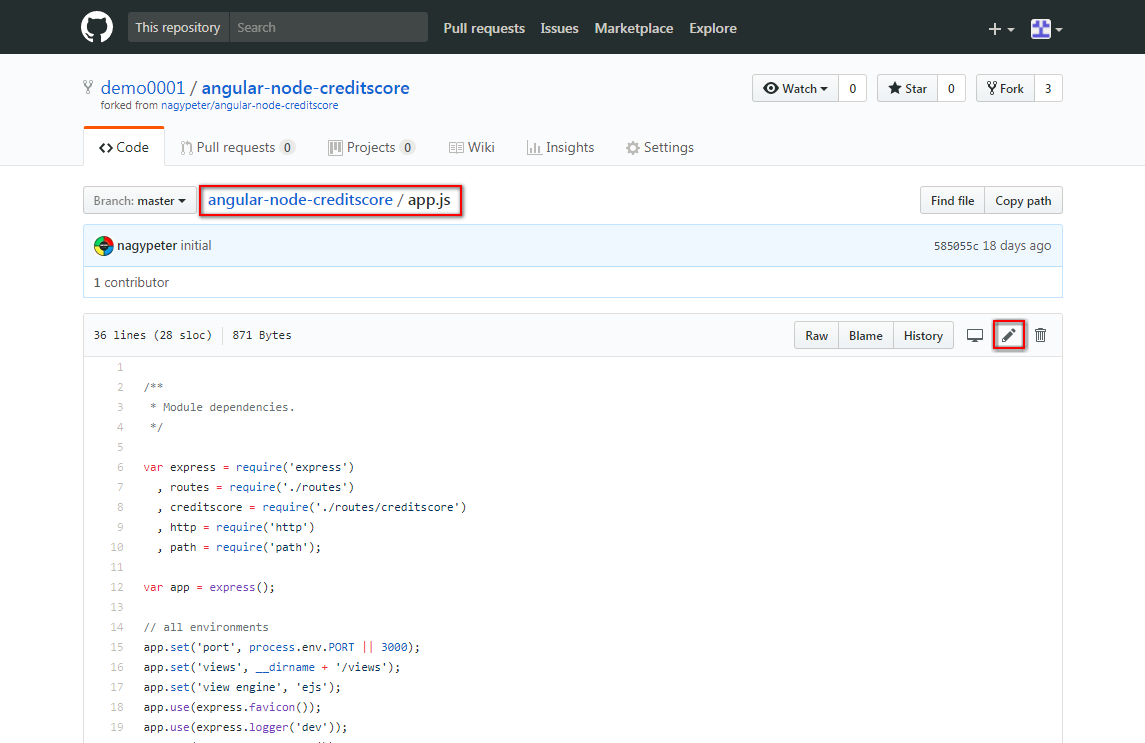 This repository Search Pull requests Issues Marketplace Explore
demo0001 / angular-node-creditscore
forked from nagypeter/angular-node-creditscore
Watch 0 Star 0 Fork 3
Code Pull requests 0 Projects 0 Wiki Insights Settings
Branch: master angular-node-creditscore / app.js Find file Copy path
nagypeter initial 585055c 18 days ago
1 contributor
36 lines (28 sloc) 871 Bytes Raw Blame History
1
2 /**
3  * Module dependencies.
4  */
5
6 var express = require('express')
7   , routes = require('./routes')
8   , creditscore = require('./routes/creditscore')
9   , http = require('http')
10   , path = require('path');
11
12 var app = express();
13
14 // all environments
15 app.set('port', process.env.PORT || 3000);
16 app.set('views', __dirname + '/views');
17 app.set('view engine', 'ejs');
18 app.use(express.favicon());
19 app.use(express.logger('dev'));